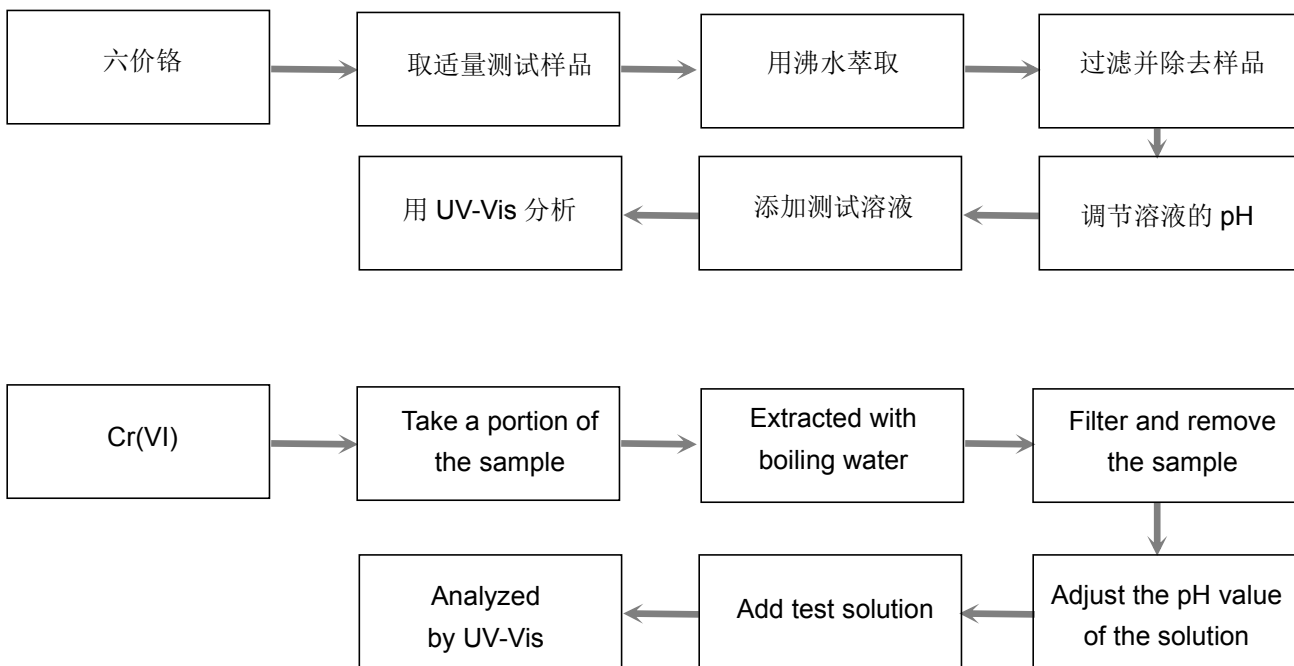 六价铬
取适量测试样品
用沸水萃取
过滤并除去样品
调节溶液的 pH
添加测试溶液
用 UV-Vis 分析
Cr(VI)
Take a portion of
the sample
Extracted with
boiling water
Filter and remove
the sample
Adjust the pH value
of the solution
Add test solution
Analyzed
by UV-Vis